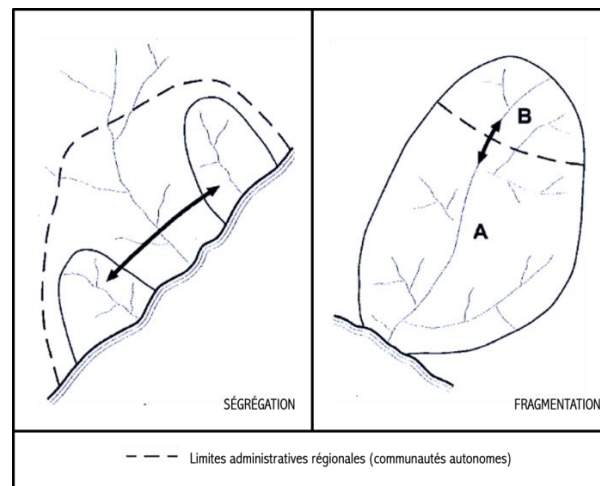 B
A
SÉGRÉGATION
FRAGMENTATION
Limites administratives régionales (communautés autonomes)